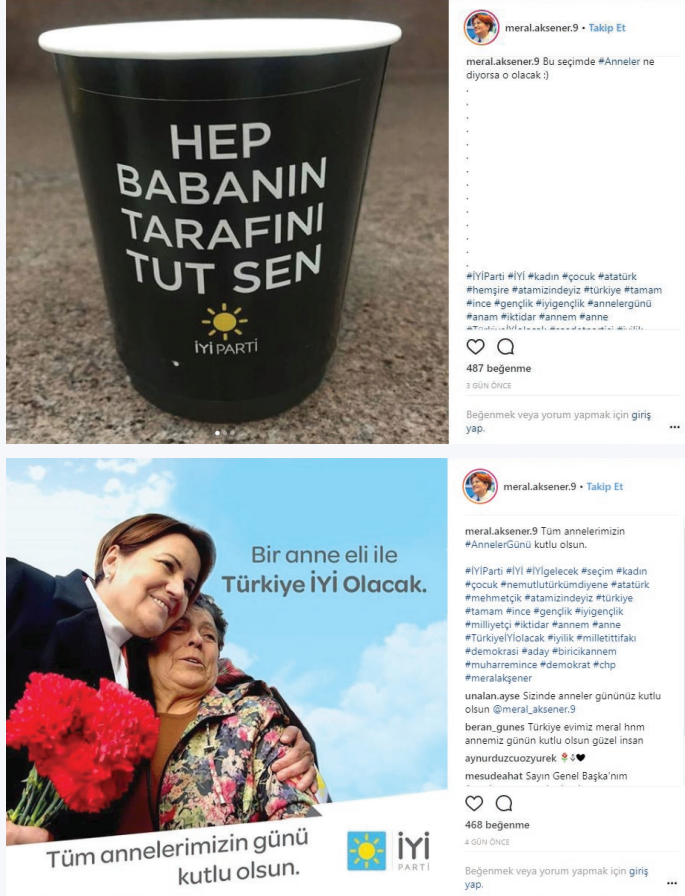 HEP
BABANIN
TARAFINI
TUT SEN
İYİ PARTİ
meral.aksener.9 • Takip Et
meral.aksener.9 Bu seçimde #Anneler ne
diyorsa o olacak :)
.
.
.
.
.
.
.
.
.
.
.
.
.
.
#İYİParti #İYİ #kadın #çocuk #atatürk
#hemşire #atamizindeyiz #türkiye #tamam
#ince #gençlik #iyigençlik #annelergünü
#anam #iktidar #annem #anne
487 beğenme
3 GÜN ÖNCE
Beğenmek veya yorum yapmak için giriş
yap.
Bir anne eli ile
Türkiye İYİ Olacak.
Tüm annelerimizin günü
kutlu olsun.
İYİ
PARTİ
meral.aksener.9 • Takip Et
meral.aksener.9 Tüm annelerimizin
#AnnelerGünü kutlu olsun.
#İYİParti #İYİ #İYİgelecek #seçim #kadın
#çocuk #nemutlutürkümdiyene #atatürk
#mehmetçik #atamizindeyiz #türkiye
#tamam #ince #gençlik #iyigençlik
#milliyetçi #iktidar #annem #anne
#TürkiyeİYİolacak #iyilik #milletittifakı
#demokrasi #aday #biricikannem
#muharremince #demokrat #chp
#meralakşener
unalan.ayse Sizinde anneler gününüz kutlu
olsun @meral_aksener.9
beran_gunes Türkiye evimiz meral hnm
annemiz günün kutlu olsun güzel insan
aynurduzcuozyurek
mesudeahat Sayın Genel Başka'nım
468 beğenme
4 GÜN ÖNCE
Beğenmek veya yorum yapmak için giriş
yap.